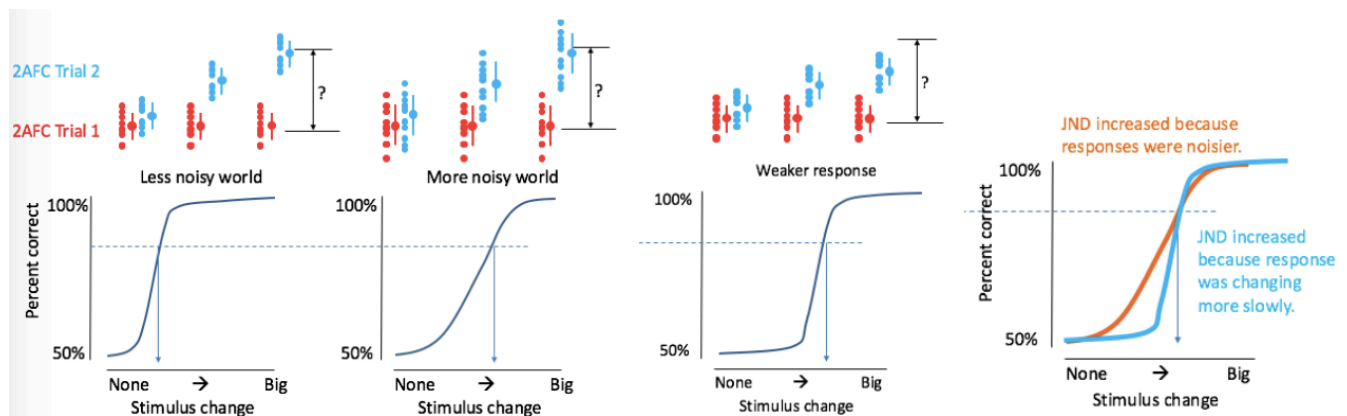 2AFC Trial 2
2AFC Trial 1
?
Less noisy world
Percent correct
100%
50%
None → Big
Stimulus change
?
More noisy world
100%
50%
None → Big
Stimulus change
?
Weaker response
100%
50%
None → Big
Stimulus change
JND increased because
responses were noisier.
Percent correct
100%
50%
JND increased
because response
was changing
more slowly.
None → Big
Stimulus change